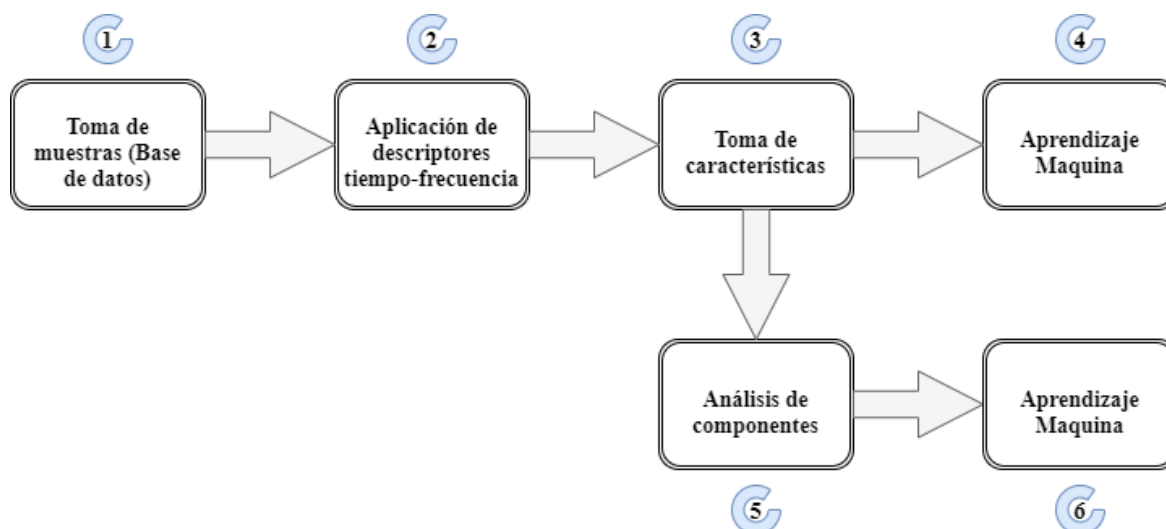 1
2
3
4
Toma de
muestras (Base
de datos)
Aplicación de
descriptores
tiempo-frecuencia
Toma de
características
Aprendizaje
Maquina
Análisis de
componentes
Aprendizaje
Maquina
5
6